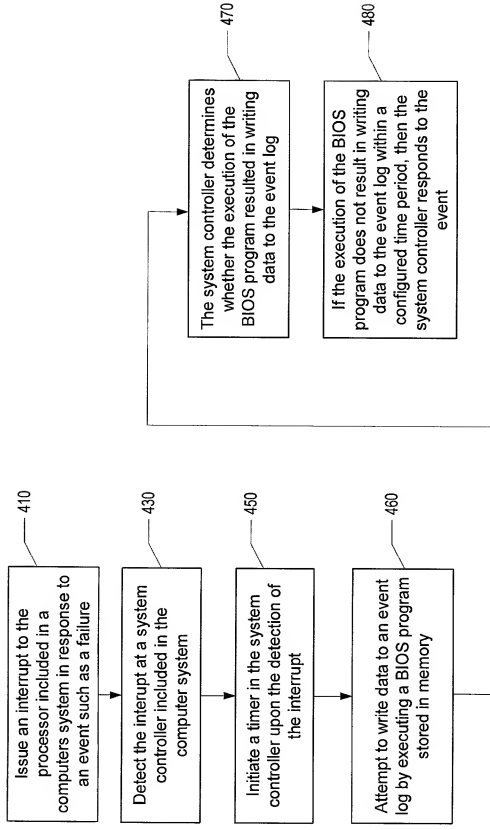 Issue an interrupt to the
processor included in a
computers system in response to
an event such as a failure
410
Detect the interupt at a system
controller included in the
computer system
430
Initiate a timer in the system
controller upon the detection of
the interrupt
450
Attempt to write data to an event
log by executing a BIOS program
stored in memory
460
The system controller determines
whether the execution of the
BIOS program resulted in writing
data to the event log
470
If the execution of the BIOS
program does not result in writing
data to the event log within a
configured time period, then the
system controller responds to the
event
480